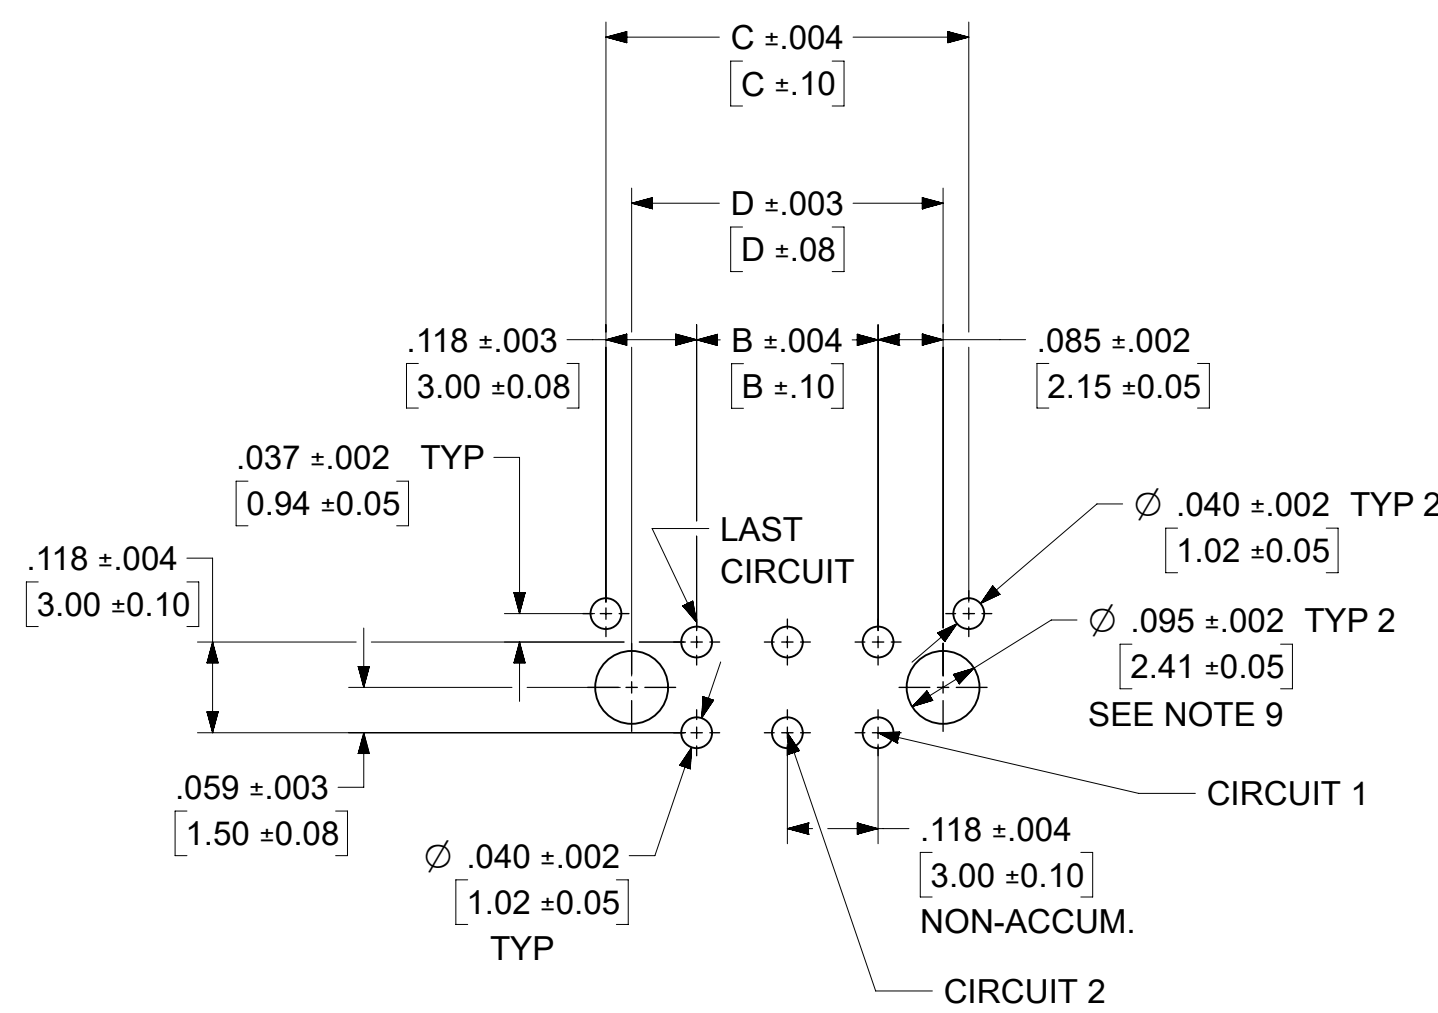 C ±.004
[C ±.10]
D ±.003
[D ±.08]
.118 ±.003
[3.00 ±0.08]
B ±.004
[B ±.10]
.085 ±.002
[2.15 ±0.05]
.037 ±.002 TYP
[0.94 ±0.05]
LAST
CIRCUIT
∅ .040 ±.002 TYP 2
[1.02 ±0.05]
.118 ±.004
[3.00 ±0.10]
∅ .095 ±.002 TYP 2
[2.41 ±0.05]
SEE NOTE 9
.059 ±.003
[1.50 ±0.08]
CIRCUIT 1
∅ .040 ±.002
[1.02 ±0.05]
TYP
.118 ±.004
[3.00 ±0.10]
NON-ACCUM.
CIRCUIT 2